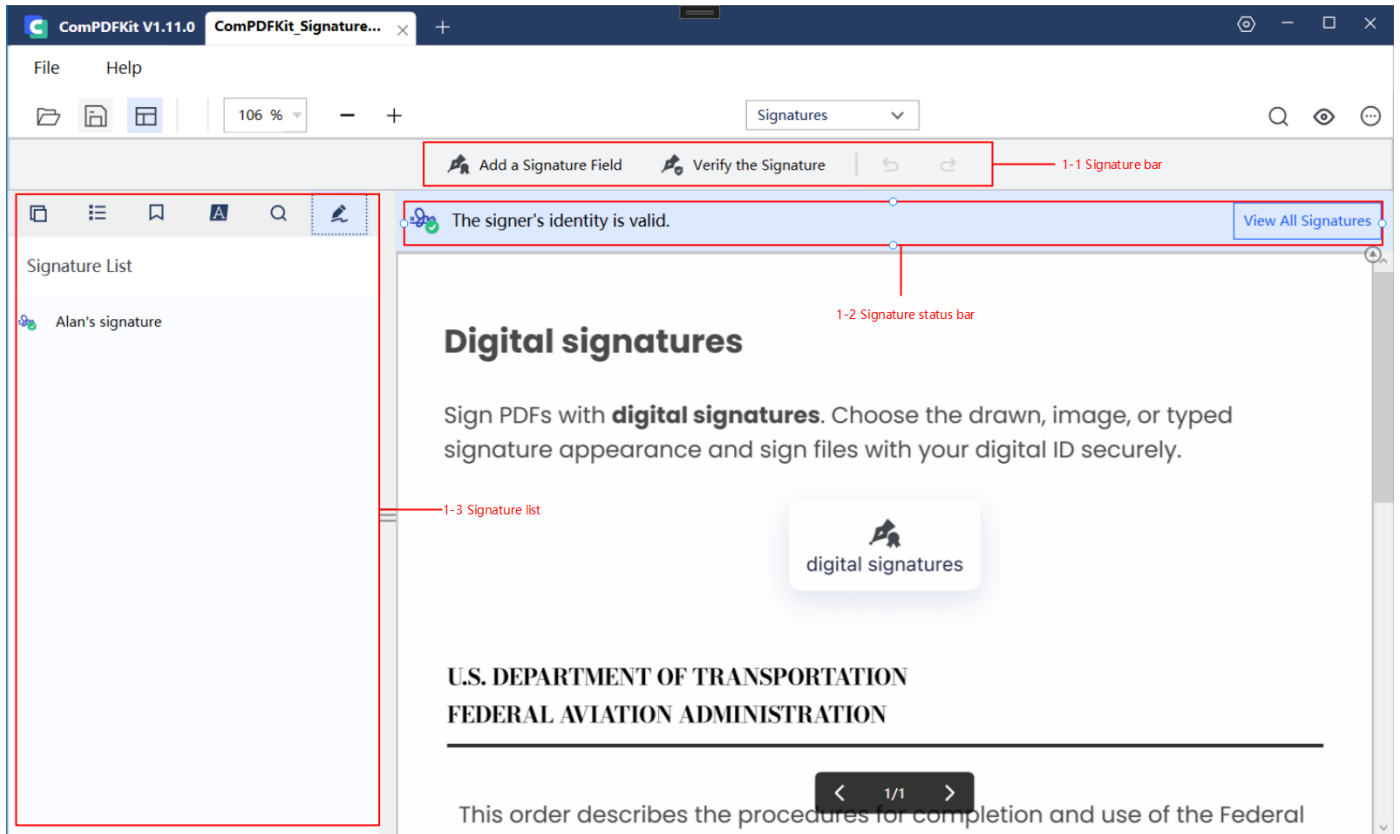 ComPDFKit V1.11.0
ComPDFKit_Signature...
File Help
106 %
Signatures
Add a Signature Field
Verify the Signature
1-1 Signature bar
The signer's identity is valid.
View All Signatures
Signature List
Alan's signature
1-2 Signature status bar
Digital signatures
Sign PDFs with digital signatures. Choose the drawn, image, or typed
signature appearance and sign files with your digital ID securely.
1-3 Signature list
digital signatures
U.S. DEPARTMENT OF TRANSPORTATION
FEDERAL AVIATION ADMINISTRATION
1/1
This order describes the procedures for completion and use of the Federal